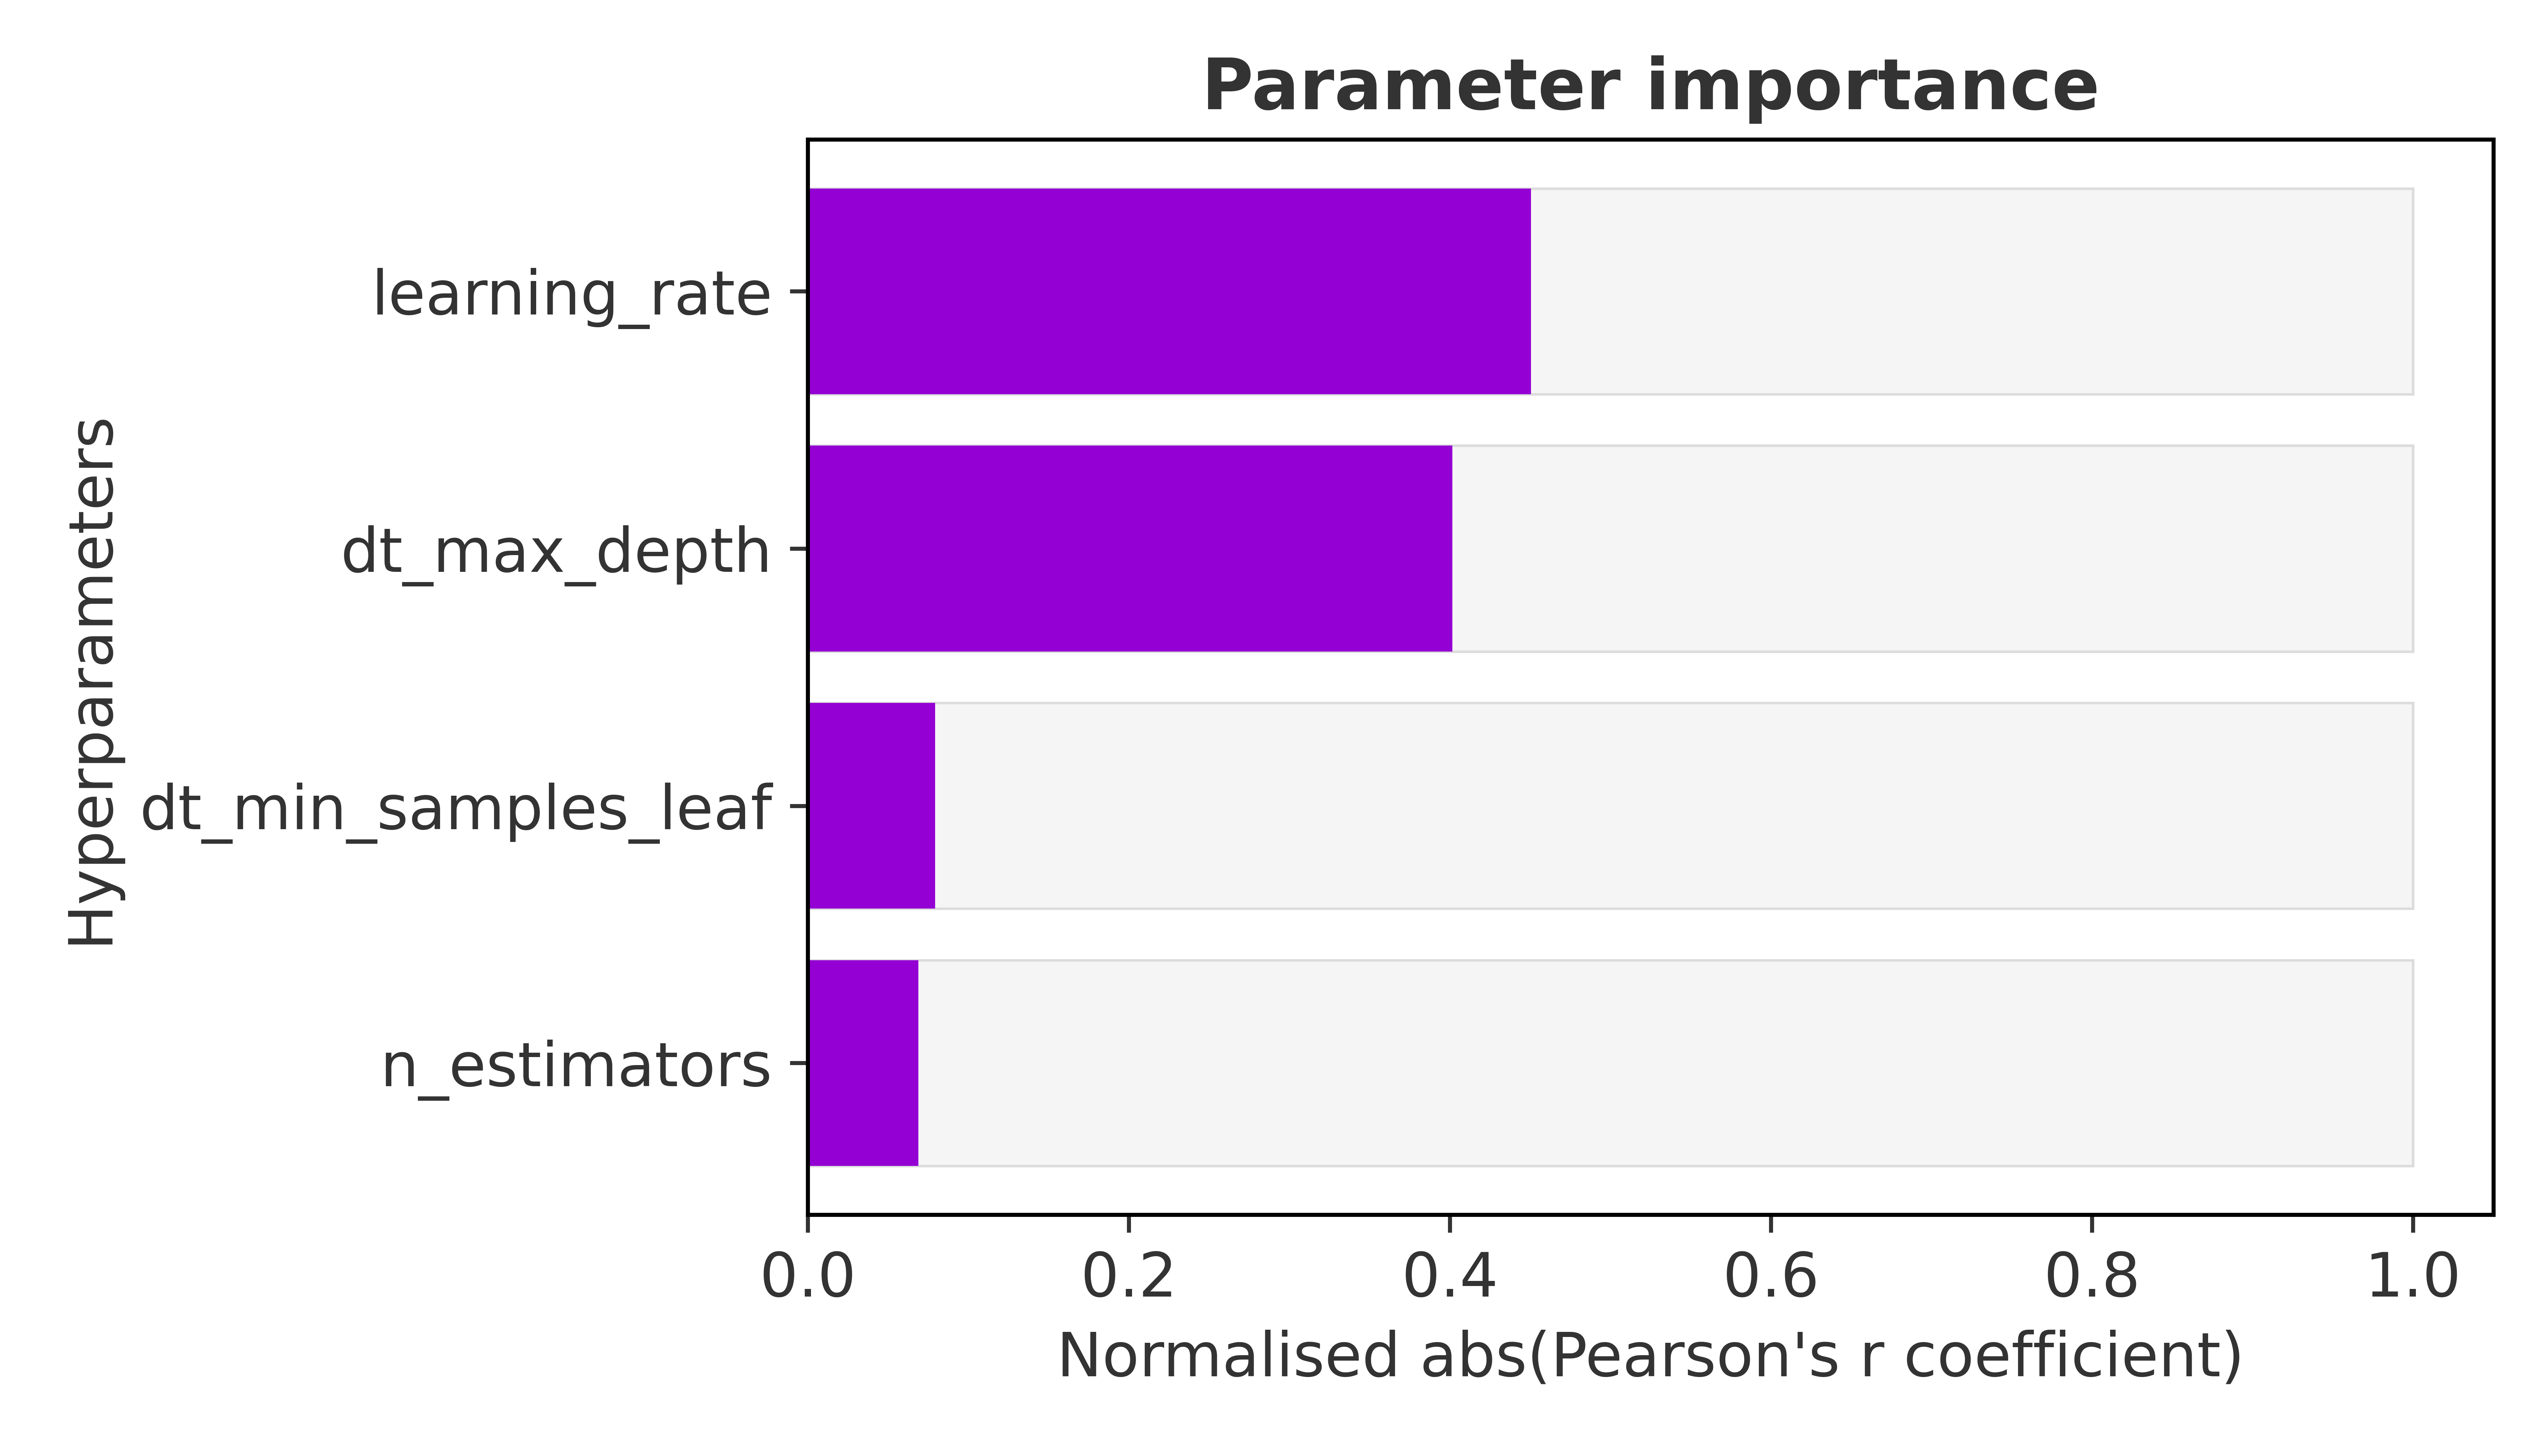 Parameter importance
Hyperparameters
learning_rate
dt_max_depth
dt_min_samples_leaf
n_estimators
0.0 0.2 0.4 0.6 0.8 1.0
Normalised abs(Pearson's r coefficient)